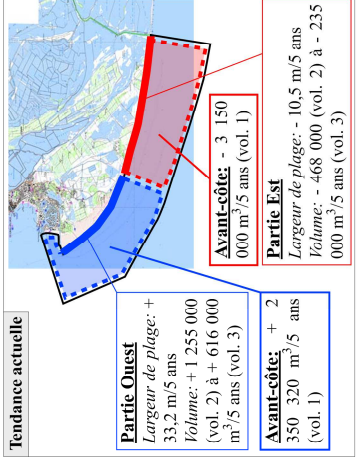 Tendance actuelle
Partie Ouest
Largeur de plage: +
33,2 m/5 ans
Volume: + 1 255 000
(vol. 2) à + 616 000
m³/5 ans (vol. 3)
Avant-côte: + 2
350 320 m³/5 ans
(vol. 1)
Avant-côte: - 3 150
000 m³/5 ans (vol. 1)
Partie Est
Largeur de plage: - 10,5 m/5 ans
Volume: - 468 000 (vol. 2) à - 235
000 m³/5 ans (vol. 3)